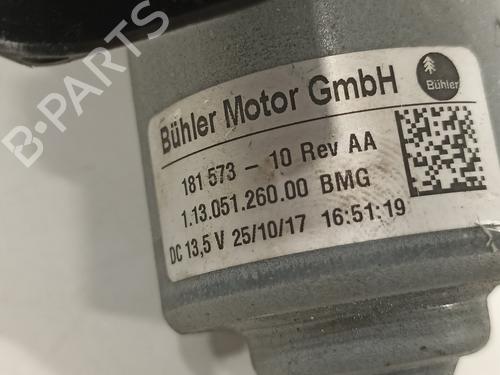 Bühler Motor GmbH
Bühler
181 573 - 10 Rev AA
1.13.051.260.00 BMG
DC 13,5 V 25/10/17 16:51:19
B-PARTS